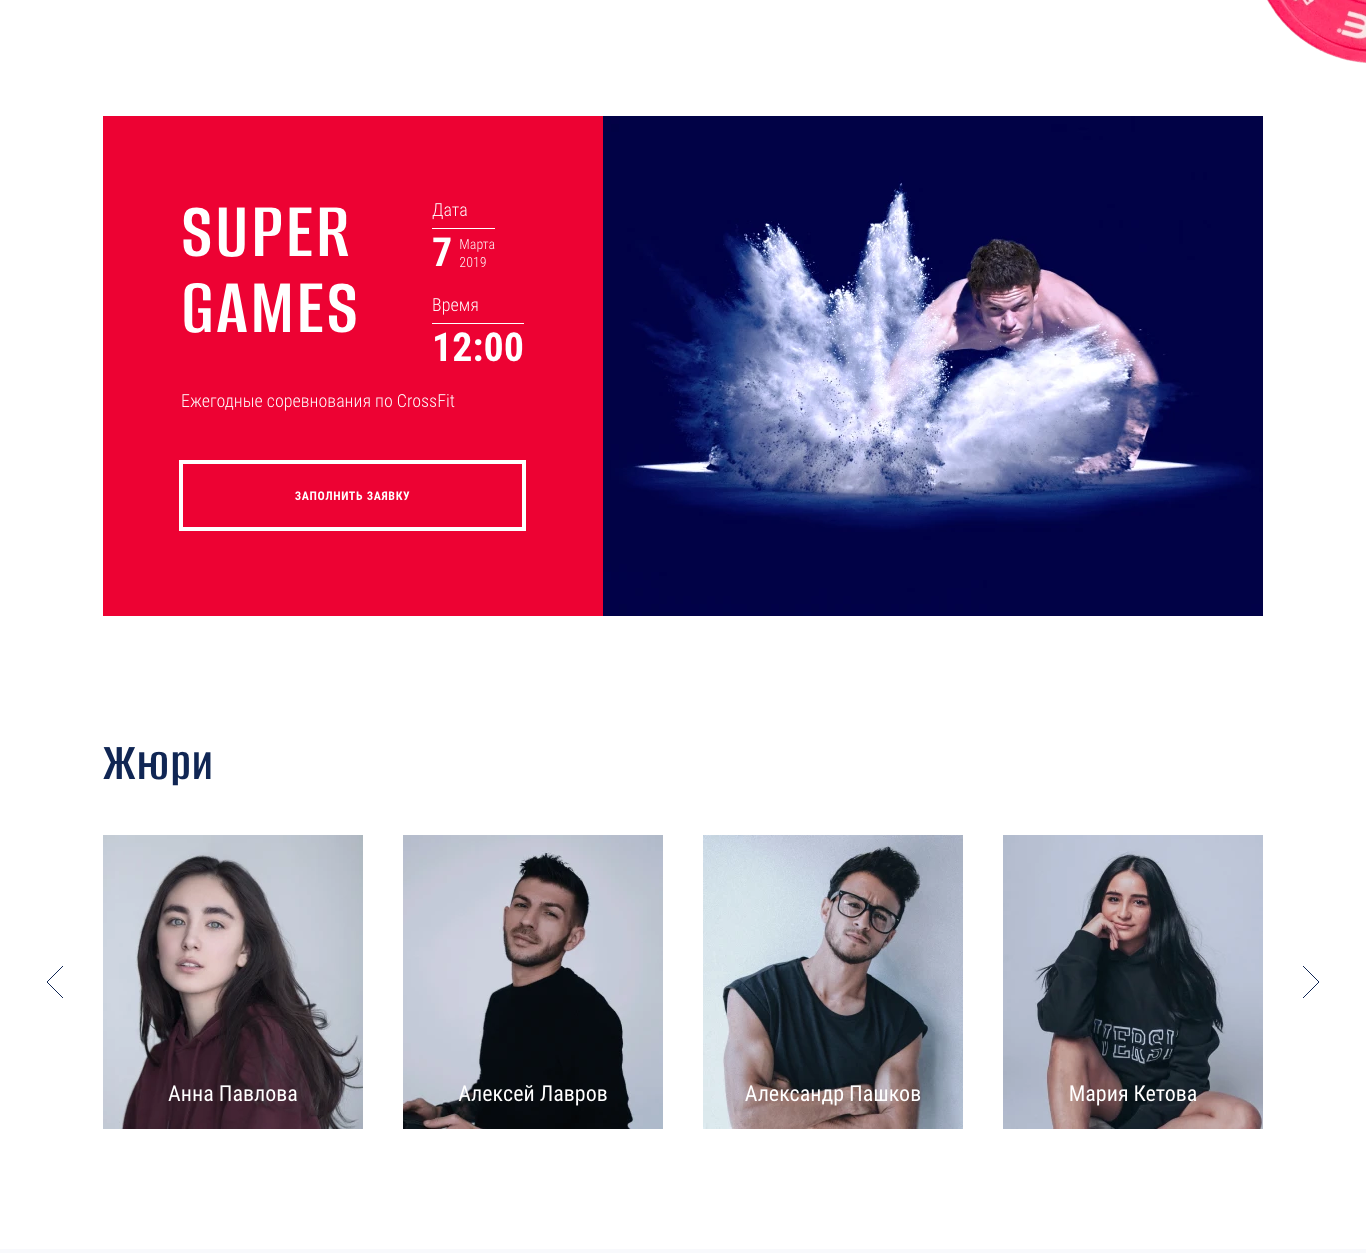 SUPER
GAMES
Дата
7 Марта
2019
Время
12:00
Ежегодные соревнования по CrossFit
ЗАПОЛНИТЬ ЗАЯВКУ
Жюри
Анна Павлова
Алексей Лавров
Александр Пашков
Мария Кетова